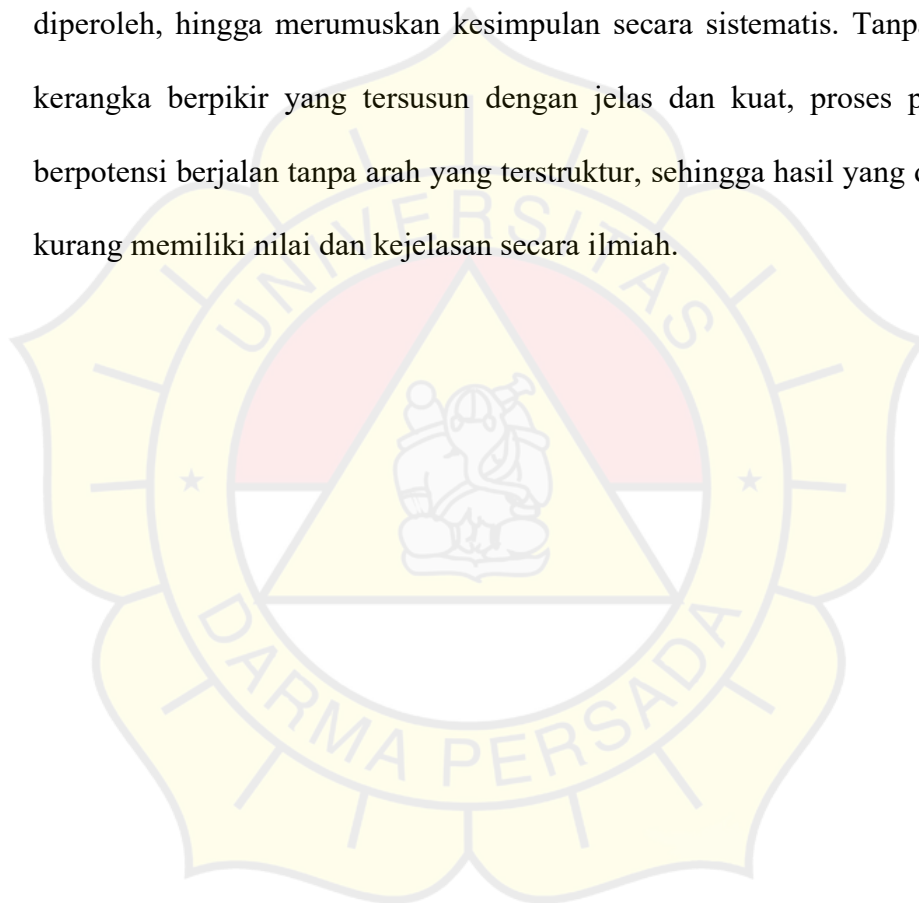 diperoleh, hingga merumuskan kesimpulan secara sistematis.
kerangka berpikir yang tersusun dengan jelas dan kuat, proses
berpotensi berjalan tanpa arah yang terstruktur, sehingga hasil yang
kurang memiliki nilai dan kejelasan secara ilmiah.
UNIVERSITAS
DARMA PERSADA